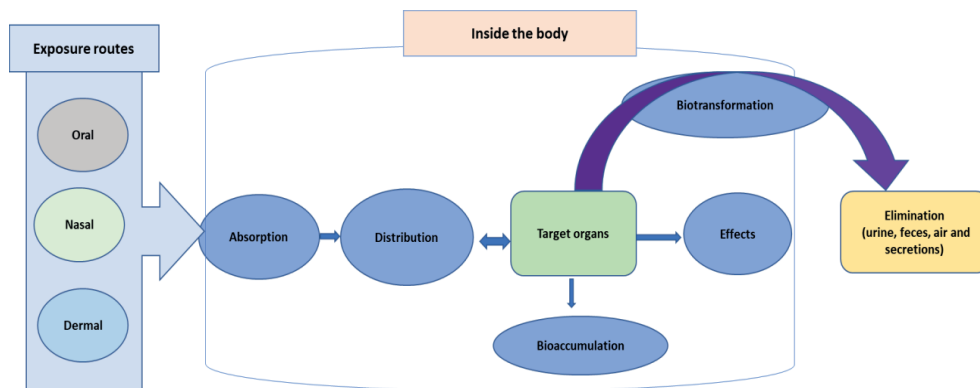 Exposure routes
Oral
Nasal
Dermal
Inside the body
Absorption
Distribution
Target organs
Biotransformation
Effects
Bioaccumulation
Elimination
(urine, feces, air and
secretions)